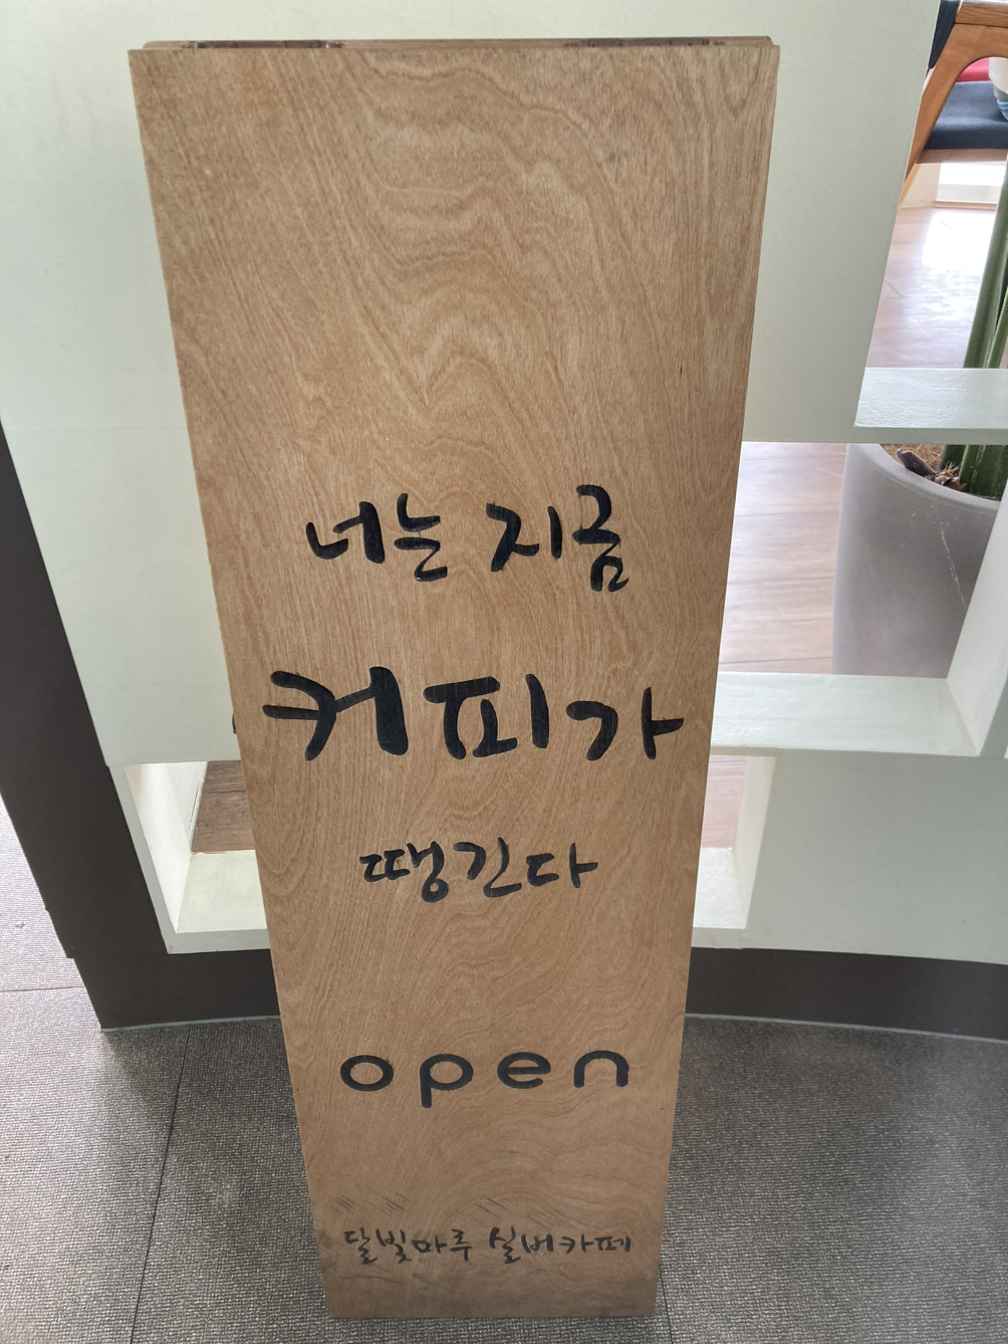 너는 지금
커피가
땡긴다
open
달빛마루 실버카페